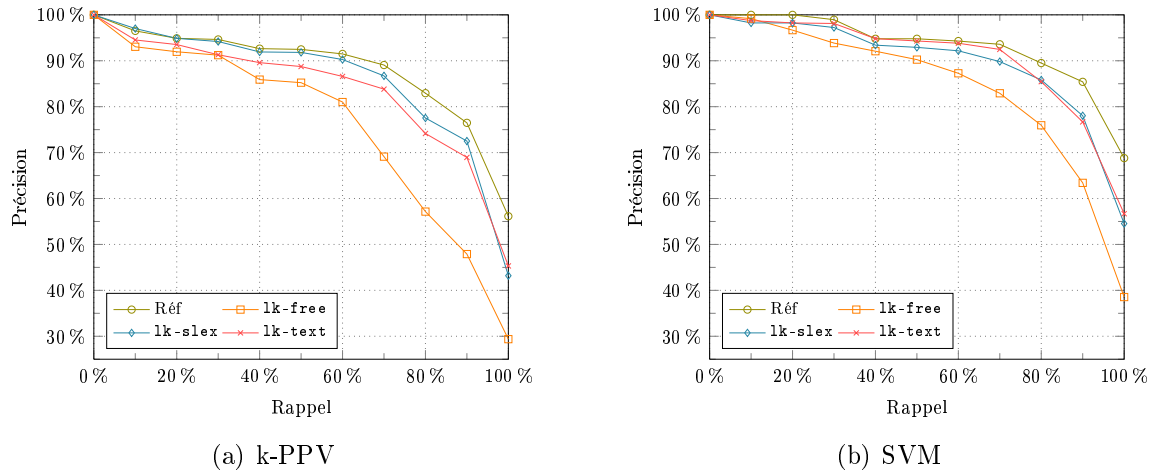 100 %
90 %
80 %
70 %
60 %
50 %
40 %
30 %
Précision
Réf
lk-free
lk-slex
lk-text
0 %
20 %
40 %
60 %
80 %
100 %
Rappel
(a) k-PPV
100 %
90 %
80 %
70 %
60 %
50 %
40 %
30 %
Précision
Réf
lk-free
lk-slex
lk-text
0 %
20 %
40 %
60 %
80 %
100 %
Rappel
(b) SVM